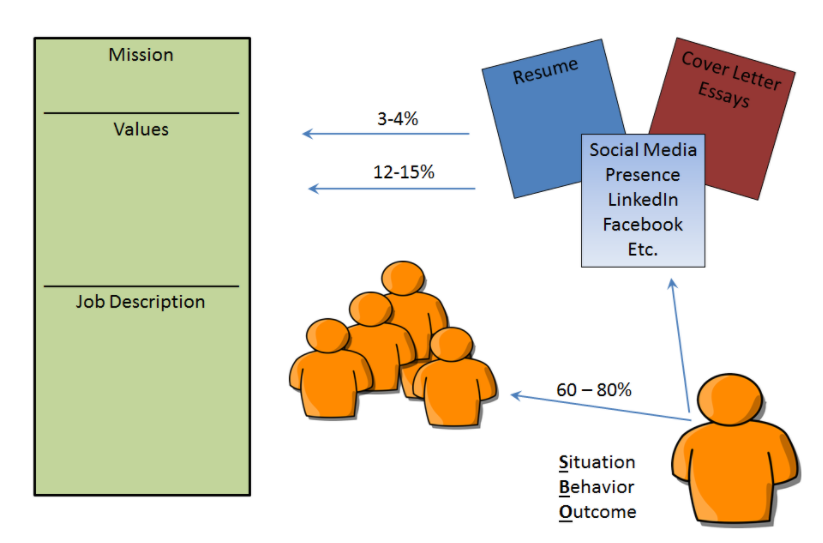 Mission
Values
Job Description
3-4%
12-15%
Resume
Cover Letter
Essays
Social Media
Presence
LinkedIn
Facebook
Etc.
60 – 80%
Situation
Behavior
Outcome